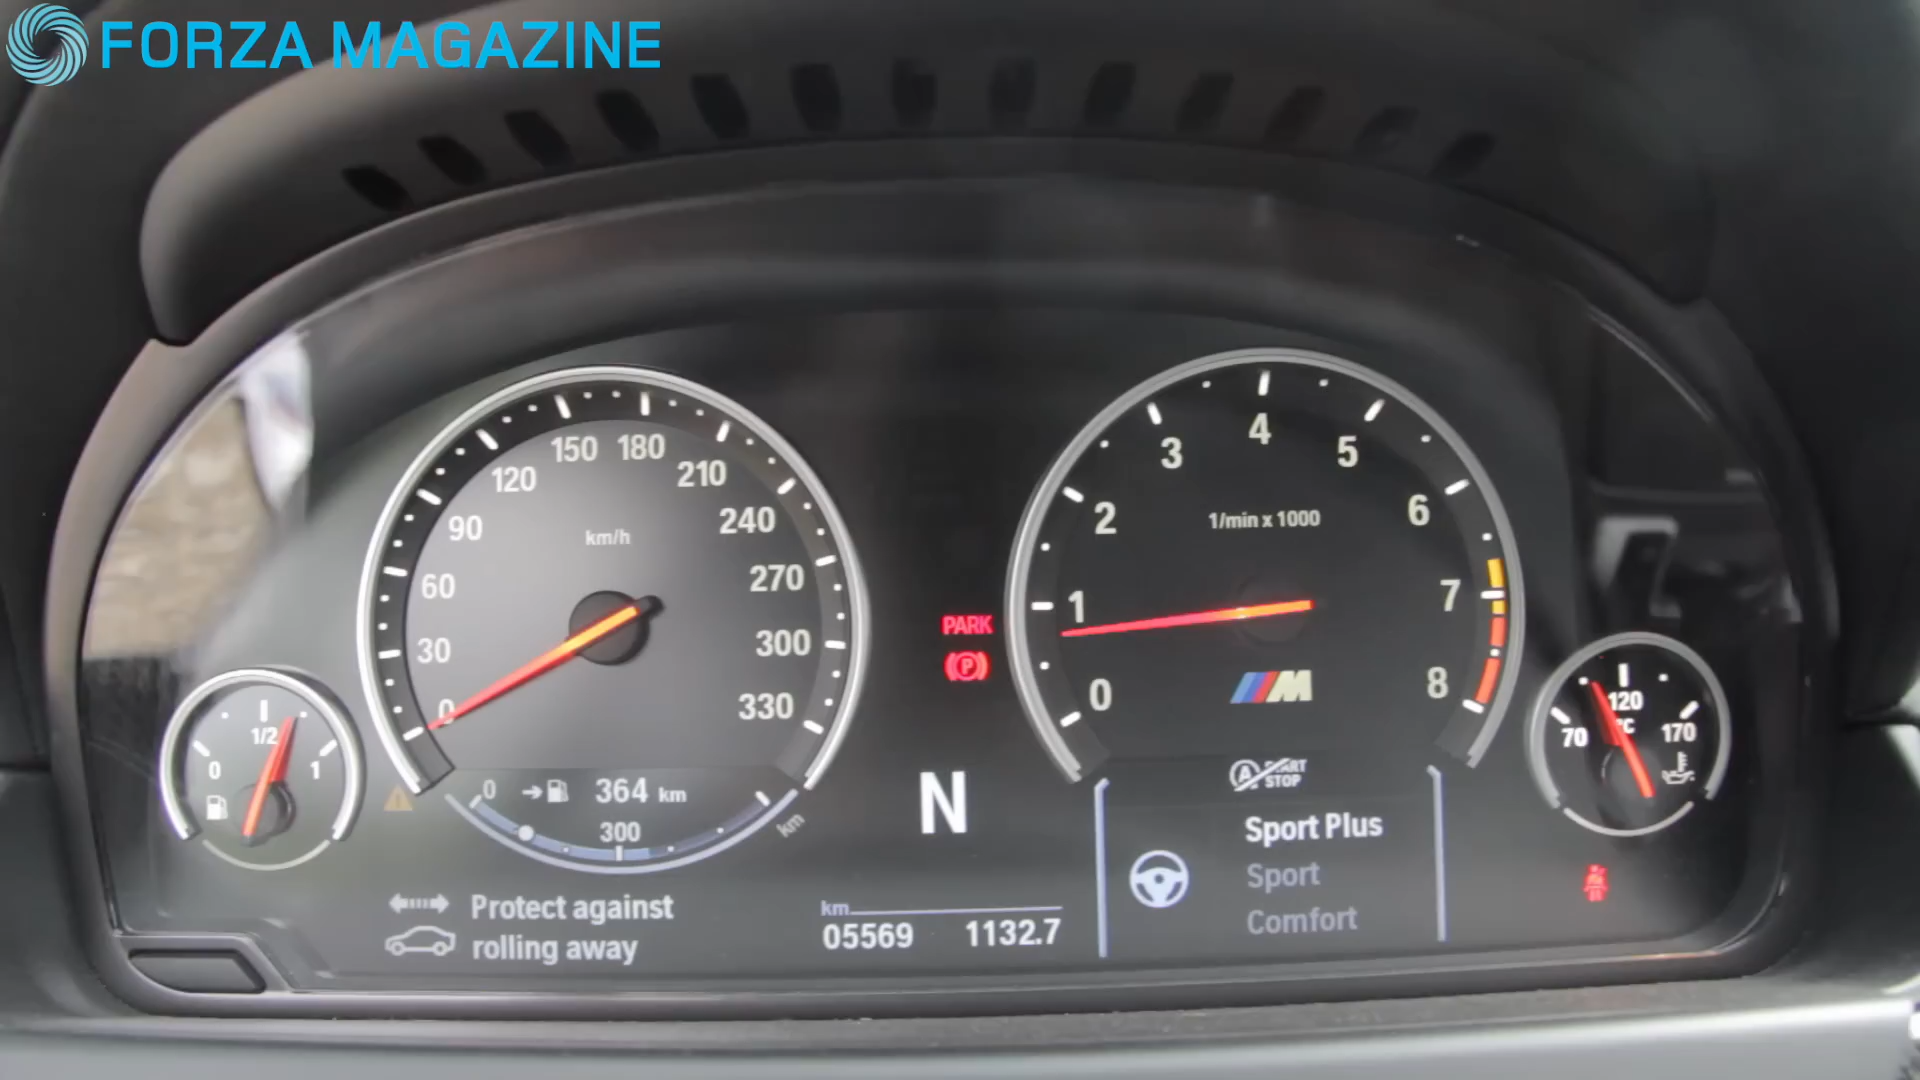 FORZA MAGAZINE
0 30 60 90 120 150 180 210 240 270 300 330
km/h
0 1 2 3 4 5 6 7 8
1/min x 1000
M
PARK
P
0 1/2 1
70 120 170
°C
0 364 km
300
km
N
A START
STOP
Sport Plus
Sport
Comfort
Protect against
rolling away
km
05569 1132.7